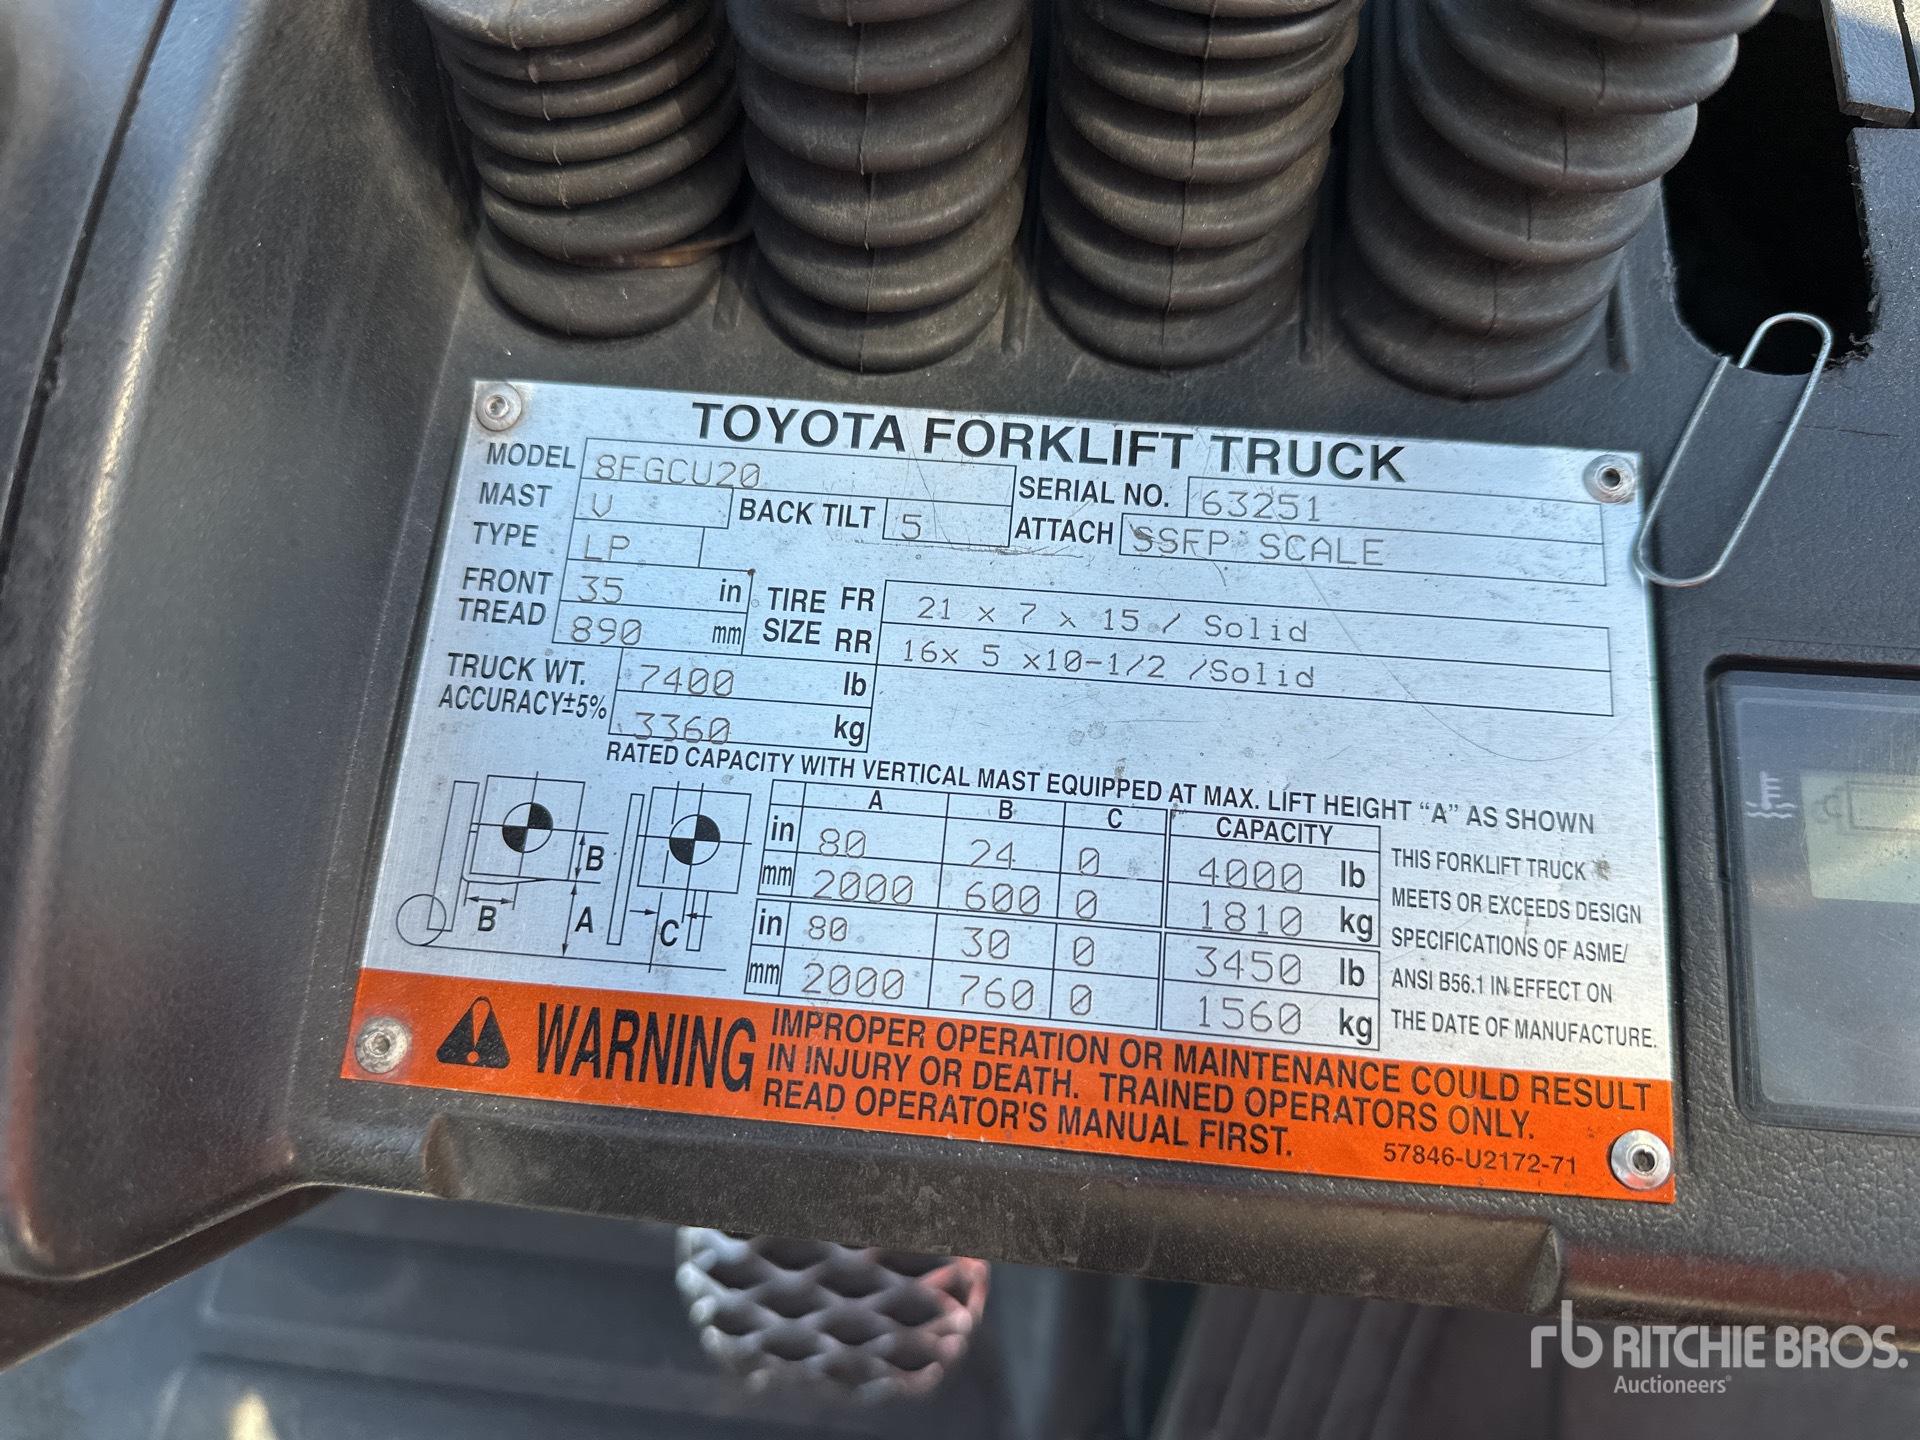 TOYOTA FORKLIFT TRUCK
MODEL 8FGCU20 SERIAL NO. 63251
MAST V BACK TILT 5 ATTACH SSFP SCALE
TYPE LP
FRONT TREAD 35 in 890 mm
TIRE SIZE FR 21 x 7 x 15 / Solid
RR 16x 5 x10-1/2 /Solid
TRUCK WT. 7400 lb
ACCURACY±5% 3360 kg
RATED CAPACITY WITH VERTICAL MAST EQUIPPED AT MAX. LIFT HEIGHT “A” AS SHOWN
A B C CAPACITY
in 80 24 0 4000 lb
mm 2000 600 0 1810 kg
in 80 30 0 3450 lb
mm 2000 760 0 1560 kg
B
B A C
THIS FORKLIFT TRUCK
MEETS OR EXCEEDS DESIGN
SPECIFICATIONS OF ASME/
ANSI B56.1 IN EFFECT ON
THE DATE OF MANUFACTURE.
WARNING
IMPROPER OPERATION OR MAINTENANCE COULD RESULT
IN INJURY OR DEATH. TRAINED OPERATORS ONLY.
READ OPERATOR'S MANUAL FIRST.
57846-U2172-71
rb RITCHIE BROS.
Auctioneers